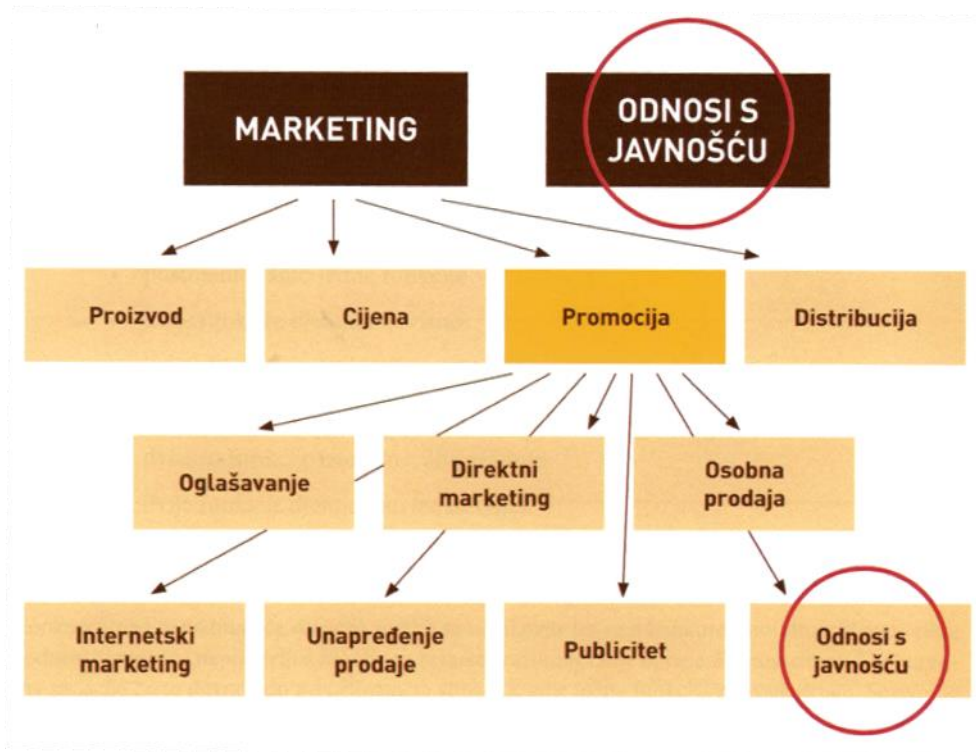 MARKETING
ODNOSI S
JAVNOŠĆU
Proizvod
Cijena
Promocija
Distribucija
Oglašavanje
Direktni
marketing
Osobna
prodaja
Internetski
marketing
Unapređenje
prodaje
Publicitet
Odnosi s
javnošću